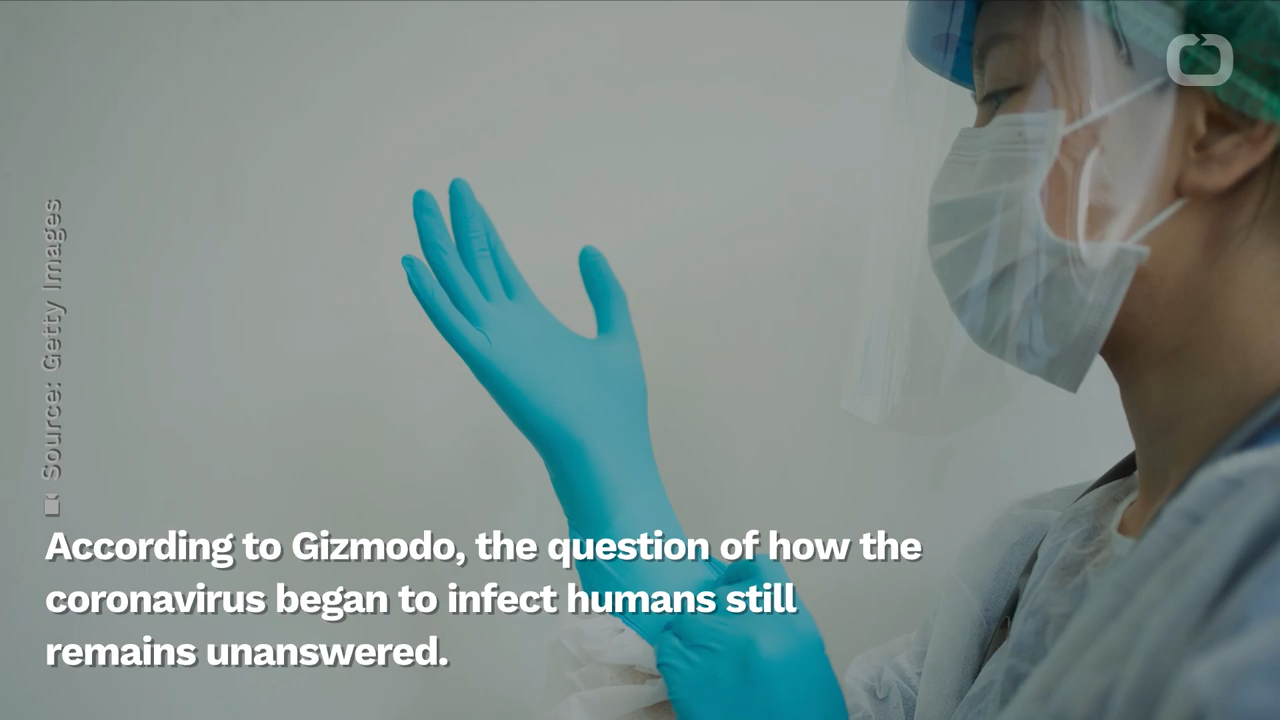 Source: Getty Images
According to Gizmodo, the question of how the
coronavirus began to infect humans still
remains unanswered.